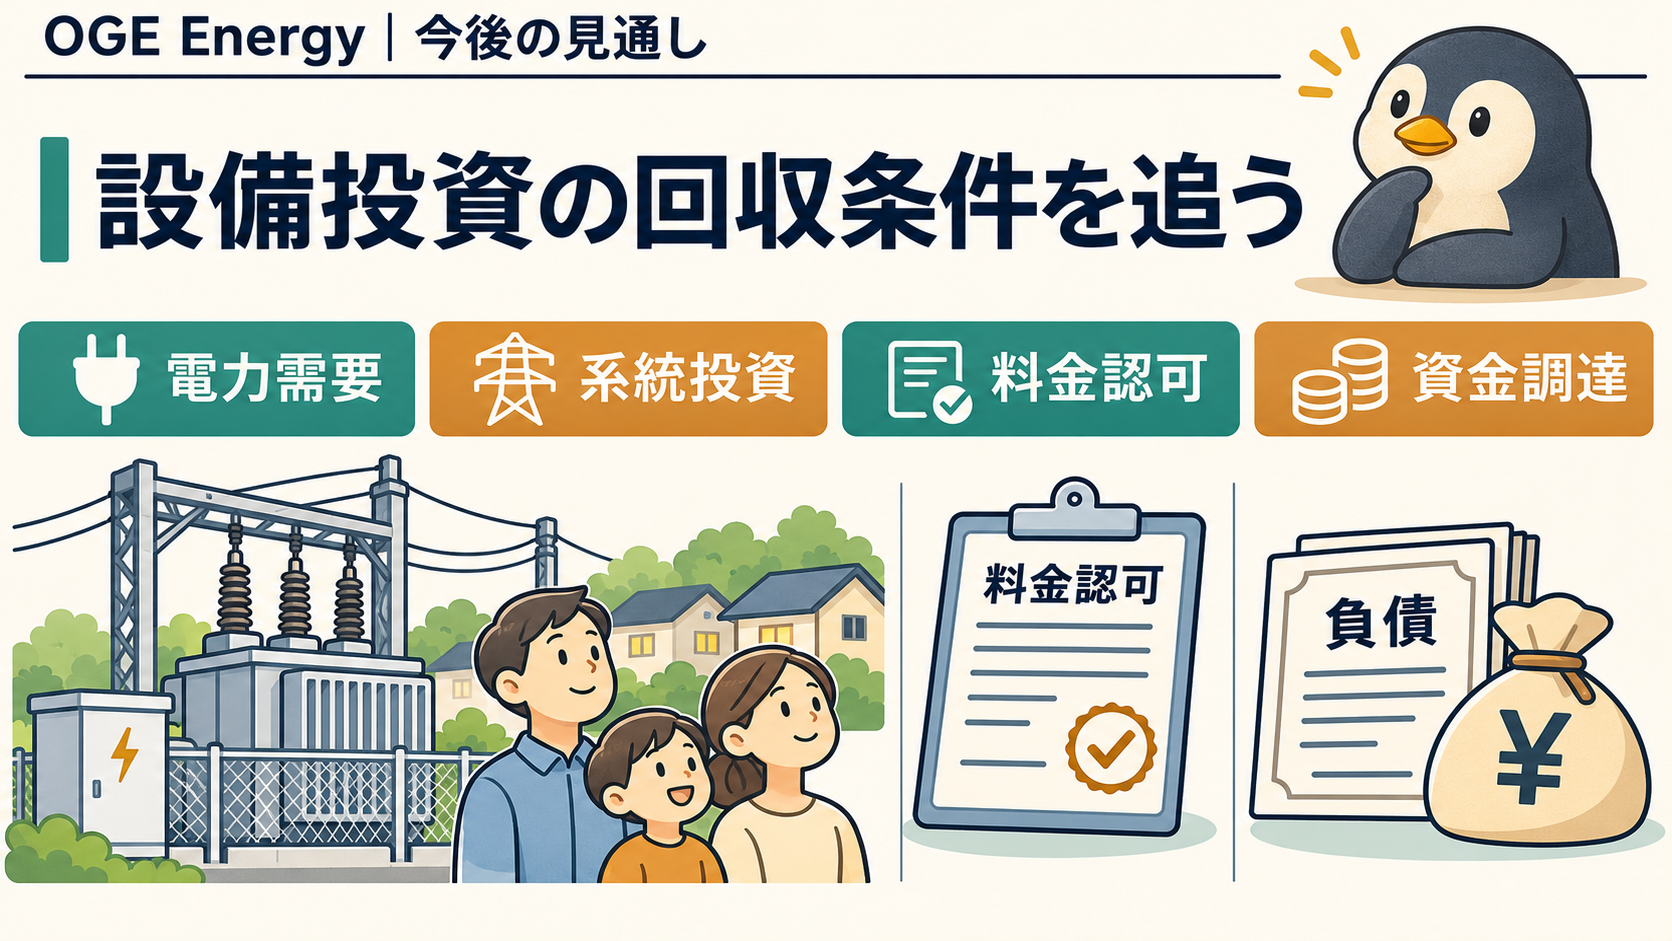 OGE Energy｜今後の見通し
設備投資の回収条件を追う
電力需要
系統投資
料金認可
資金調達
料金認可
負債
¥